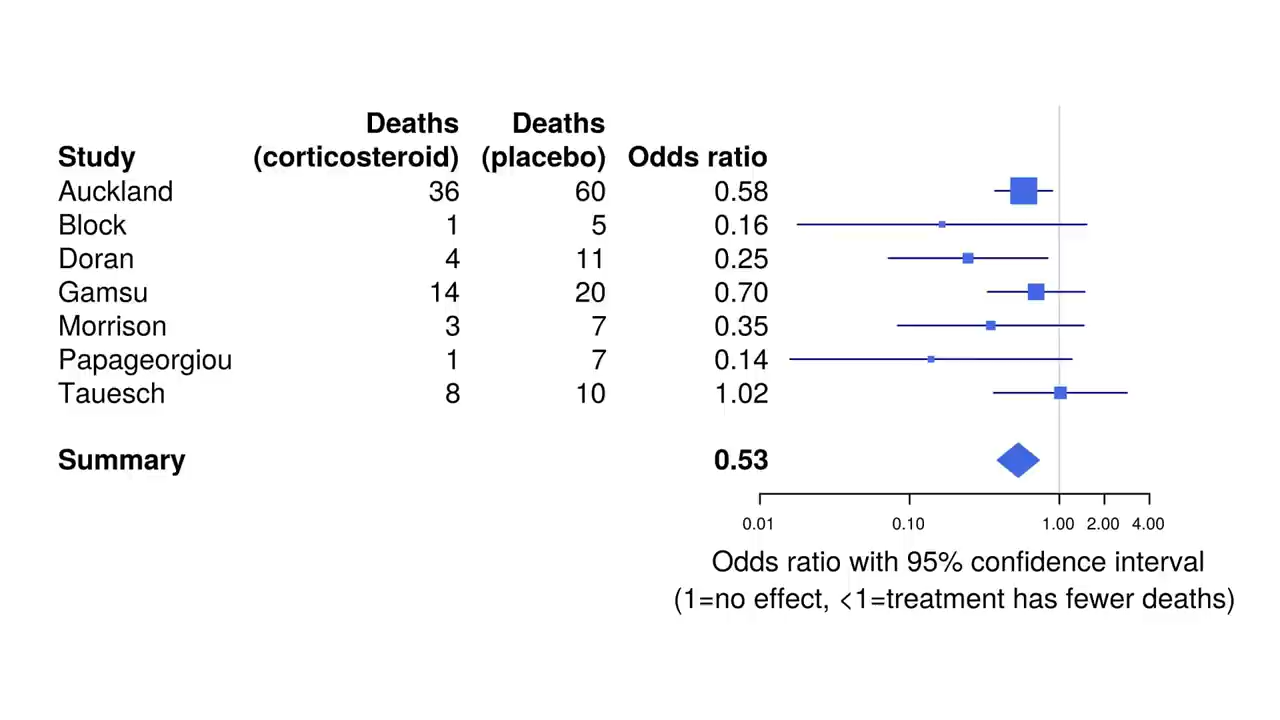 Deaths Deaths
Study (corticosteroid) (placebo) Odds ratio
Auckland 36 60 0.58
Block 1 5 0.16
Doran 4 11 0.25
Gamsu 14 20 0.70
Morrison 3 7 0.35
Papageorgiou 1 7 0.14
Tauesch 8 10 1.02
Summary 0.53
0.01 0.10 1.00 2.00 4.00
Odds ratio with 95% confidence interval
(1=no effect, <1=treatment has fewer deaths)